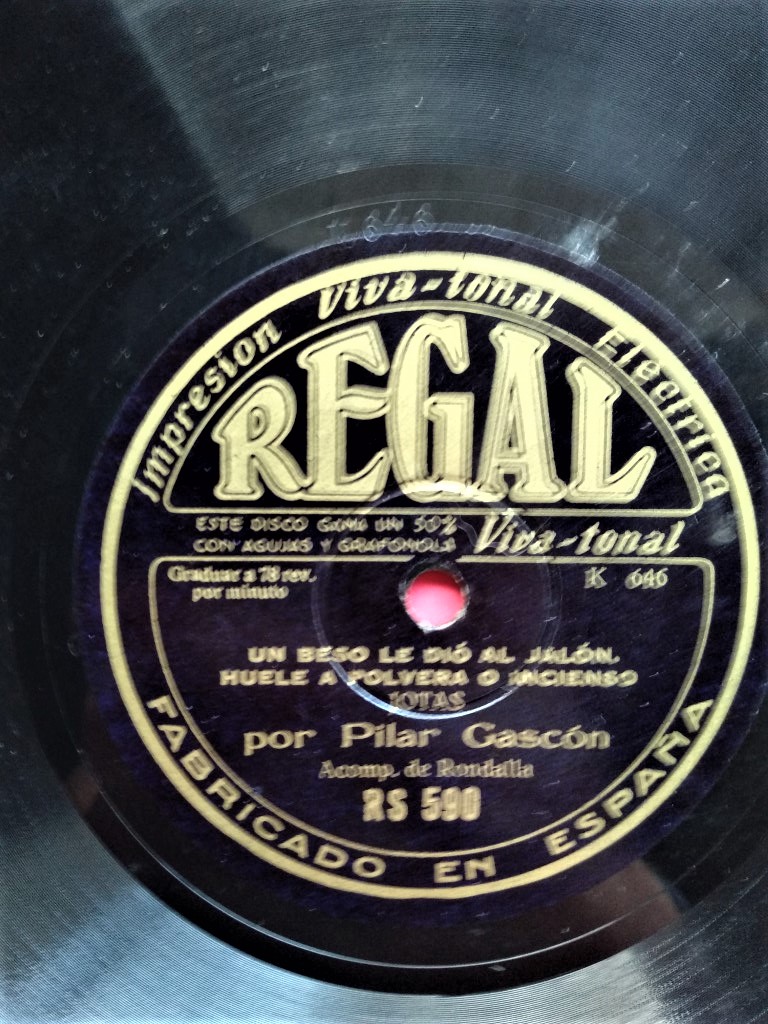 K 646
Impresion Viva-tonal Electrica
REGAL
ESTE DISCO GANA UN 50%
CON AGUJAS Y GRAFONOLA
Viva-tonal
Graduar a 78 rev.
por minuto
K 646
UN BESO LE DIÓ AL JALÓN.
HUELE A POLVERA O INCIENSO
JOTAS
por Pilar Gascón
Acomp. de Rondalla
RS 590
FABRICADO EN ESPAÑA